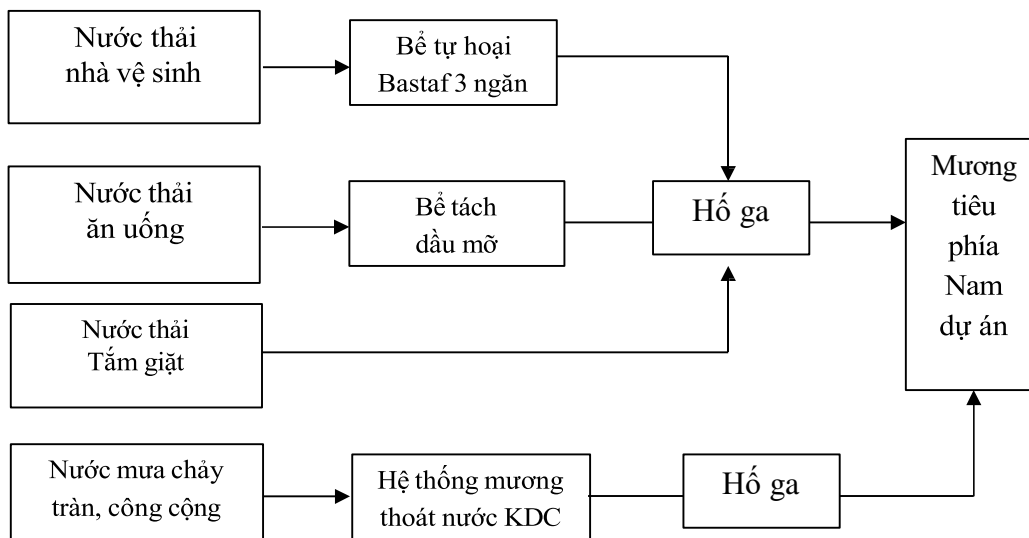 Nước thải
nhà vệ sinh
Bể tự hoại
Bastaf 3 ngăn
Nước thải
ăn uống
Bể tách
dầu mỡ
Hố ga
Mương
tiêu
phía
Nam
dự án
Nước thải
Tắm giặt
Nước mưa chảy
tràn, công cộng
Hệ thống mương
thoát nước KDC
Hố ga